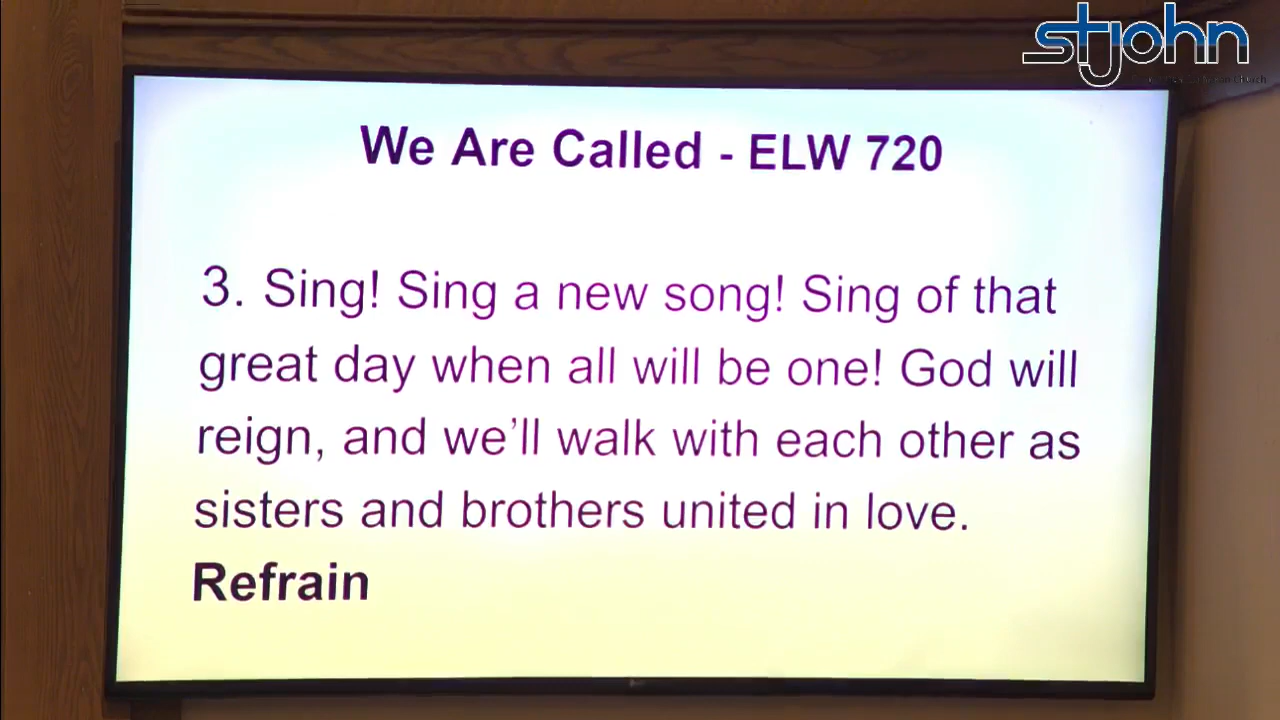 stjohn
We Are Called - ELW 720
3. Sing! Sing a new song! Sing of that
great day when all will be one! God will
reign, and we’ll walk with each other as
sisters and brothers united in love.
Refrain